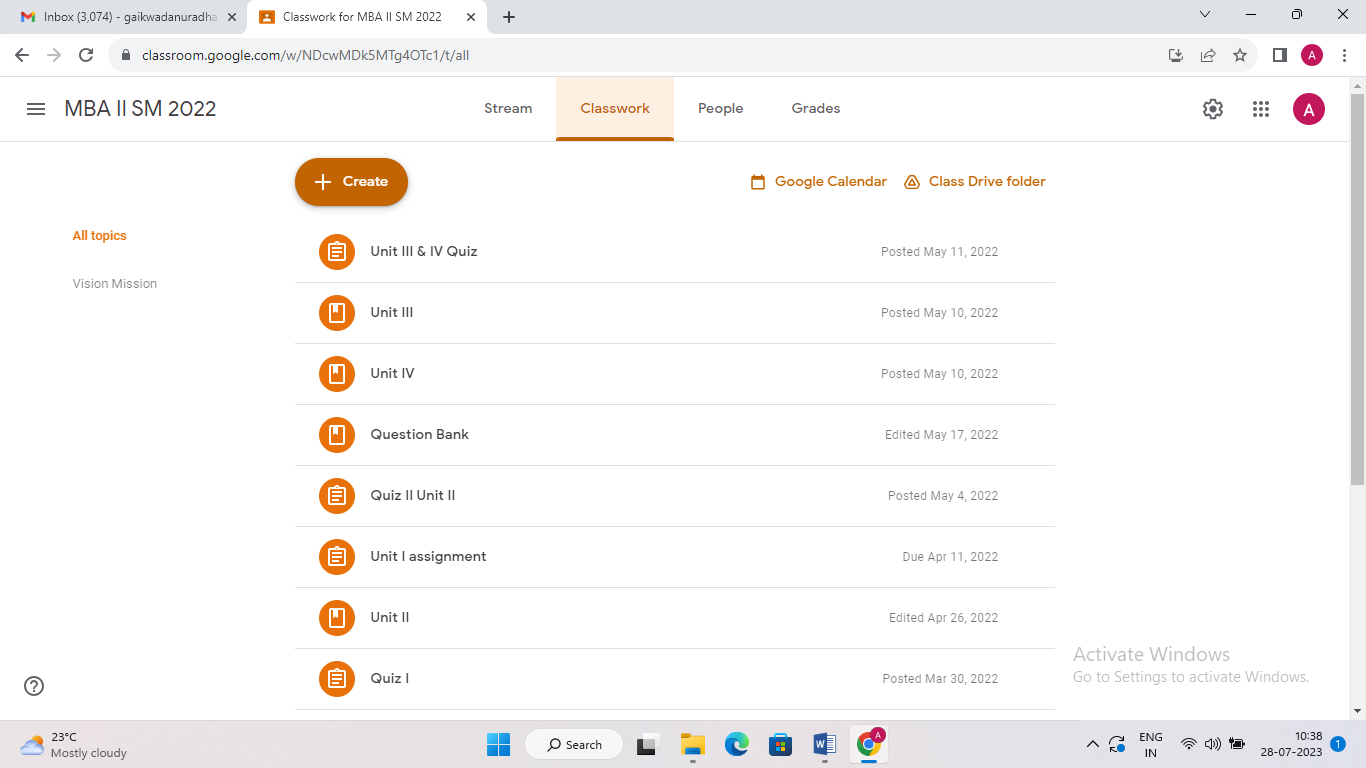 Inbox (3,074) - gaikwadanuradha
Classwork for MBA II SM 2022
classroom.google.com/w/NDcwMDk5MTg4OTc1/t/all
A
MBA II SM 2022
Stream
Classwork
People
Grades
A
Create
Google Calendar
Class Drive folder
All topics
Vision Mission
Unit III & IV Quiz
Posted May 11, 2022
Unit III
Posted May 10, 2022
Unit IV
Posted May 10, 2022
Question Bank
Edited May 17, 2022
Quiz II Unit II
Posted May 4, 2022
Unit I assignment
Due Apr 11, 2022
Unit II
Edited Apr 26, 2022
Quiz I
Posted Mar 30, 2022
Activate Windows
Go to Settings to activate Windows.
23°C
Mostly cloudy
Search
W
A
ENG
IN
10:38
28-07-2023
1